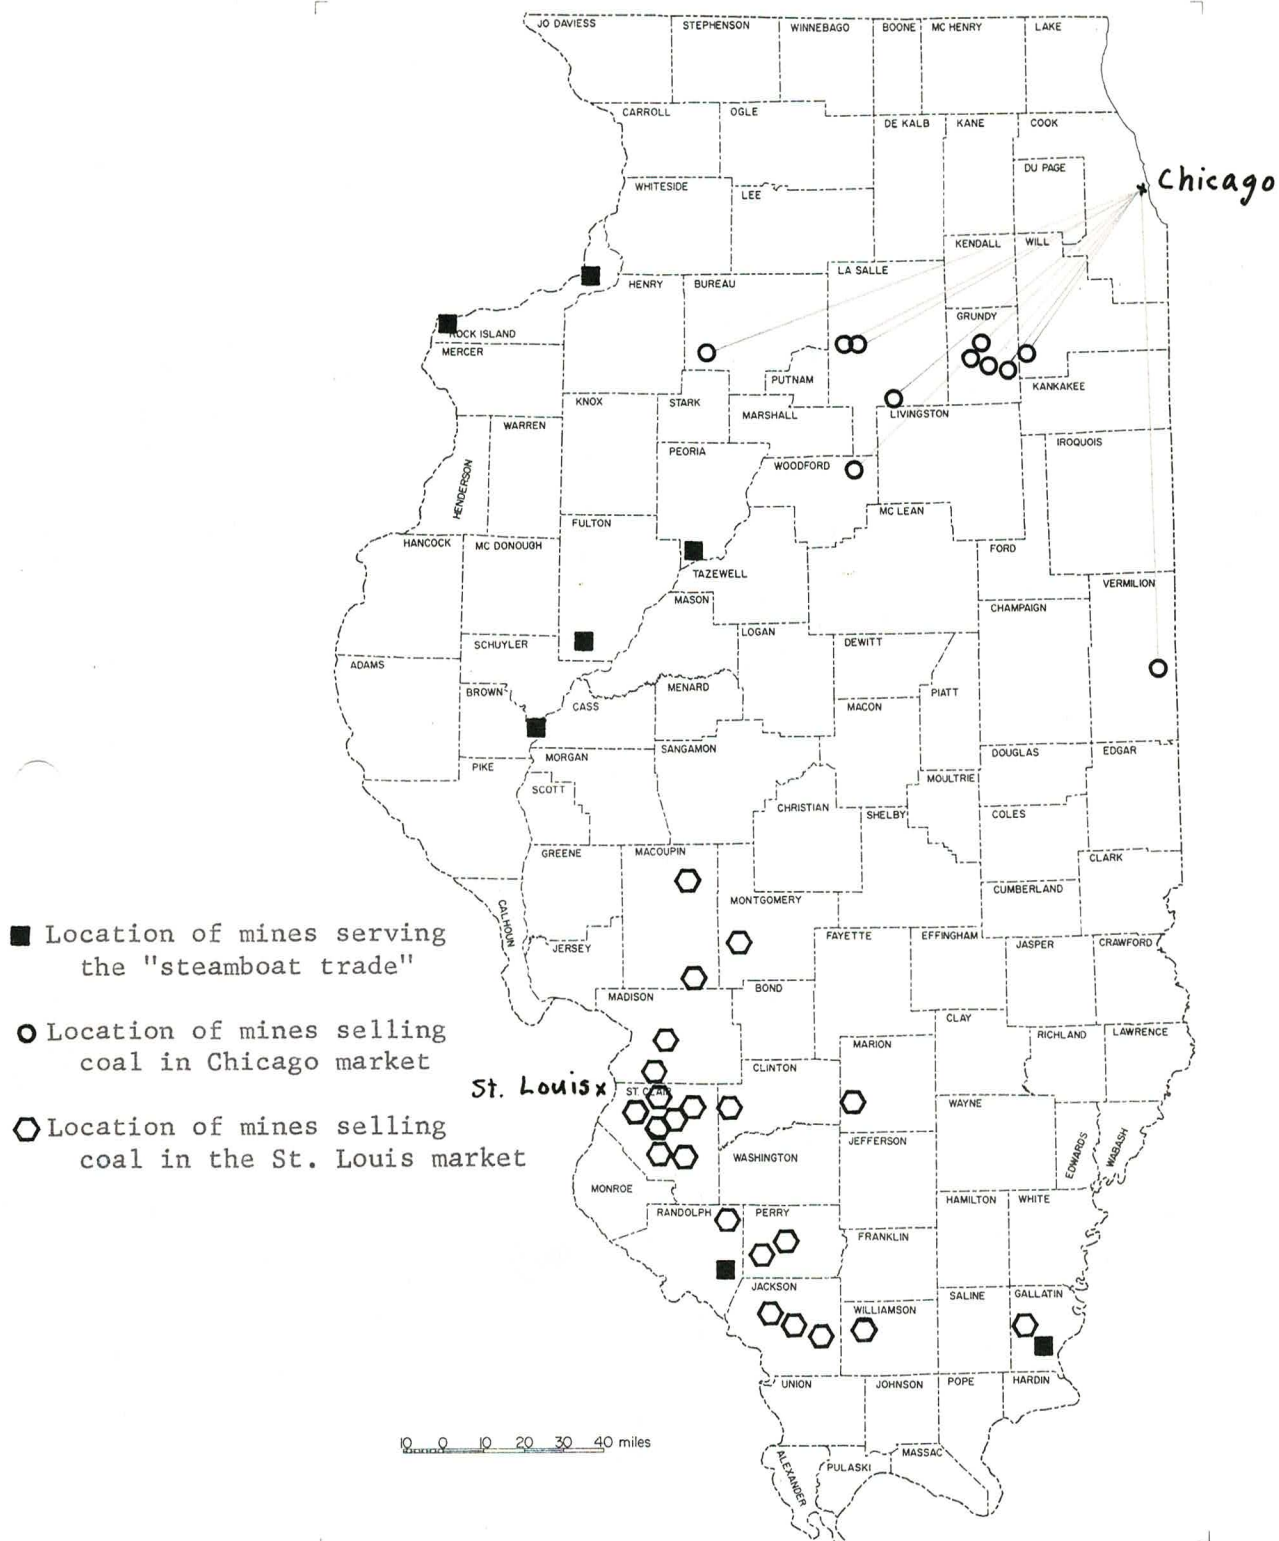 JO DAVIESS
STEPHENSON
WINNEBAGO
BOONE
MC HENRY
LAKE
CARROLL
OGLE
DE KALB
KANE
COOK
DU PAGE
Chicago
WHITESIDE
LEE
KENDALL
WILL
LA SALLE
HENRY
BUREAU
GRUNDY
ROCK ISLAND
MERCER
PUTNAM
KANKAKEE
KNOX
STARK
MARSHALL
LIVINGSTON
WARREN
PEORIA
IROQUOIS
HENDERSON
WOODFORD
MC LEAN
FULTON
HANCOCK
MC DONOUGH
FORD
TAZEWELL
VERMILION
MASON
CHAMPAIGN
LOGAN
SCHUYLER
DEWITT
ADAMS
BROWN
MENARD
PIATT
CASS
MACON
SANGAMON
MORGAN
DOUGLAS
EDGAR
PIKE
MOULTRIE
SCOTT
CHRISTIAN
SHELBY
COLES
GREENE
MACOUPIN
CLARK
CUMBERLAND
MONTGOMERY
CALHOUN
Location of mines serving
the "steamboat trade"
FAYETTE
EFFINGHAM
JASPER
CRAWFORD
JERSEY
BOND
MADISON
CLAY
Location of mines selling
coal in Chicago market
RICHLAND
LAWRENCE
MARION
CLINTON
St. Louis x
ST. CLAIR
WAYNE
Location of mines selling
coal in the St. Louis market
JEFFERSON
EDWARDS
WABASH
WASHINGTON
MONROE
HAMILTON
WHITE
RANDOLPH
PERRY
FRANKLIN
JACKSON
SALINE
GALLATIN
WILLIAMSON
UNION
JOHNSON
POPE
HARDIN
10 0 10 20 30 40 miles
MASSAC
ALEXANDER
PULASKI